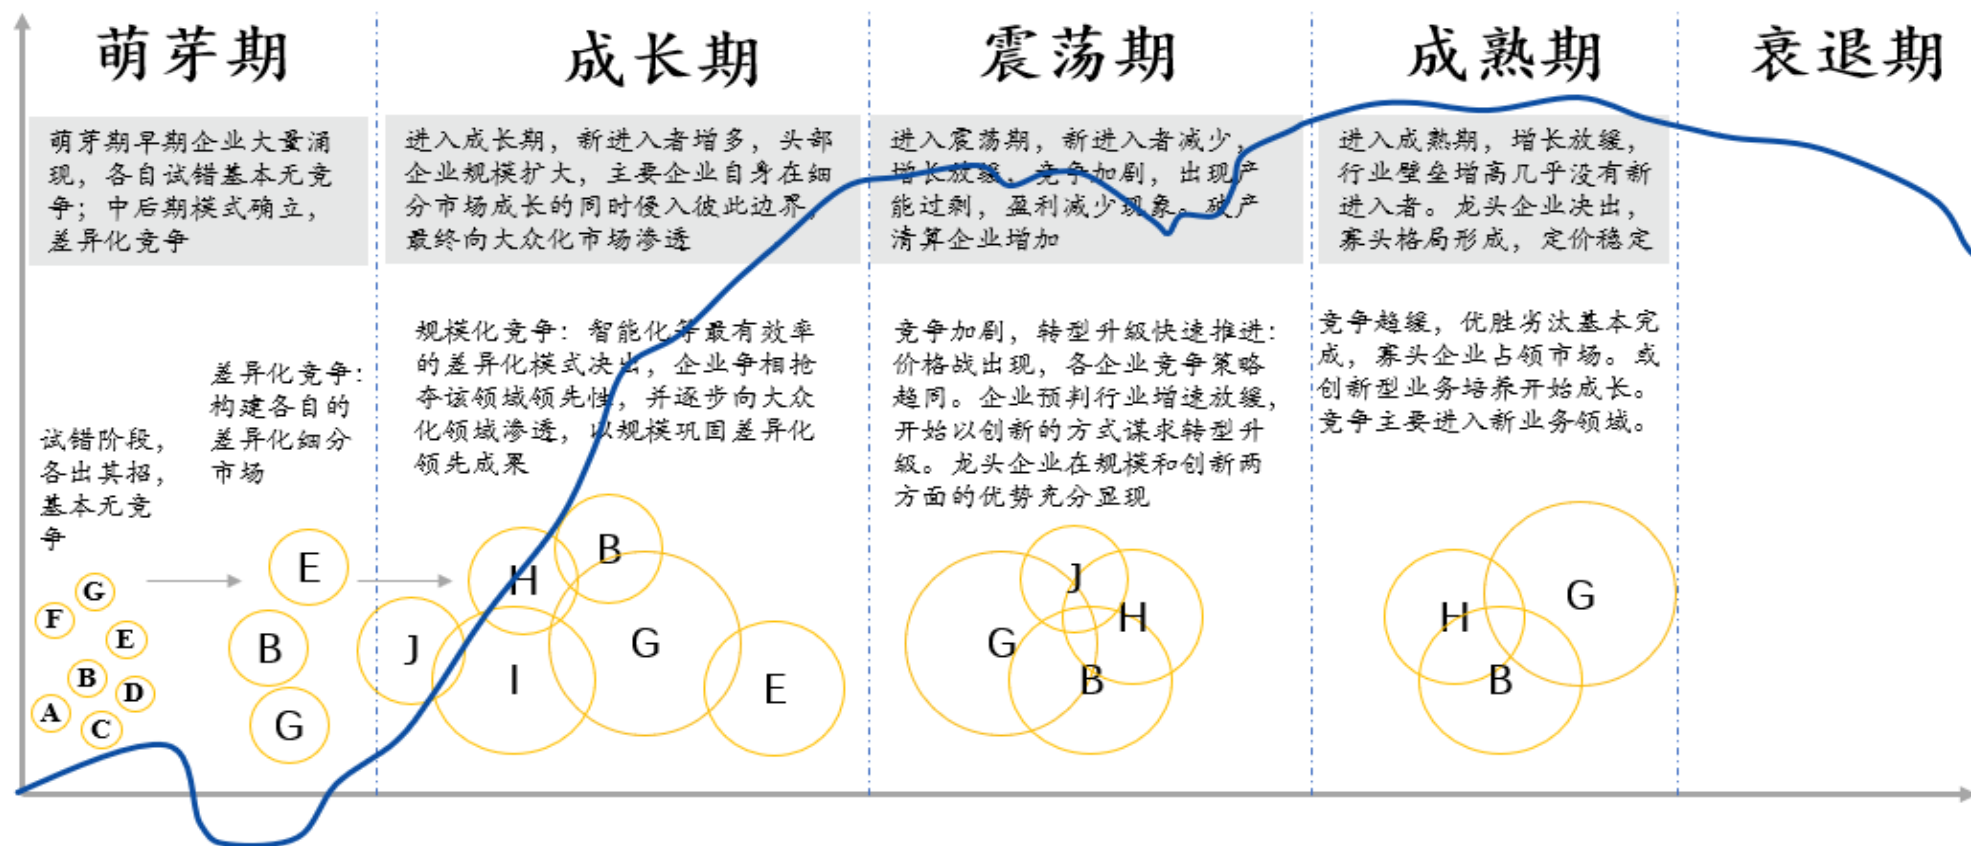 萌芽期
成长期
震荡期
成熟期
衰退期
萌芽期早期企业大量涌
现，各自试错基本无竞
争；中后期模式确立，
差异化竞争
进入成长期，新进入者增多，头部
企业规模扩大，主要企业自身在细
分市场成长的同时侵入彼此边界，
最终向大众化市场渗透
进入震荡期，新进入者减少，
增长放缓，竞争加剧，出现产
能过剩，盈利减少现象。破产
清算企业增加
进入成熟期，增长放缓，
行业壁垒增高几乎没有新
进入者。龙头企业决出，
寡头格局形成，定价稳定
试错阶段，
各出其招，
基本无竞
争
差异化竞争：
构建各自的
差异化细分
市场
规模化竞争：智能化等最有效率
的差异化模式决出，企业争相抢
夺该领域领先性，并逐步向大众
化领域渗透，以规模巩固差异化
领先成果
竞争加剧，转型升级快速推进：
价格战出现，各企业竞争策略
趋同。企业预判行业增速放缓，
开始以创新的方式谋求转型升
级。龙头企业在规模和创新两
方面的优势充分显现
竞争趋缓，优胜劣汰基本完
成，寡头企业占领市场。或
创新型业务培养开始成长。
竞争主要进入新业务领域。
G
F
E
B
D
A
C
E
B
G
B
H
J
I
G
E
J
H
G
B
G
H
B